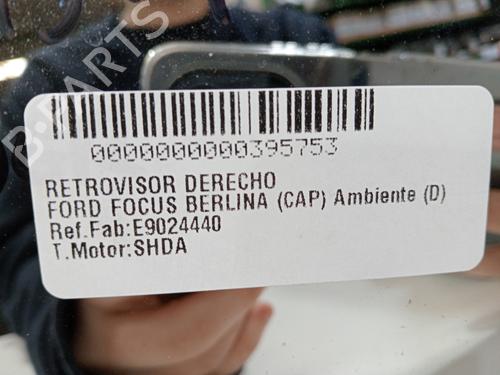 0000000000395753
RETROVISOR DERECHO
FORD FOCUS BERLINA (CAP) Ambiente (D)
Ref.Fab:E9024440
T.Motor:SHDA
B-PARTS